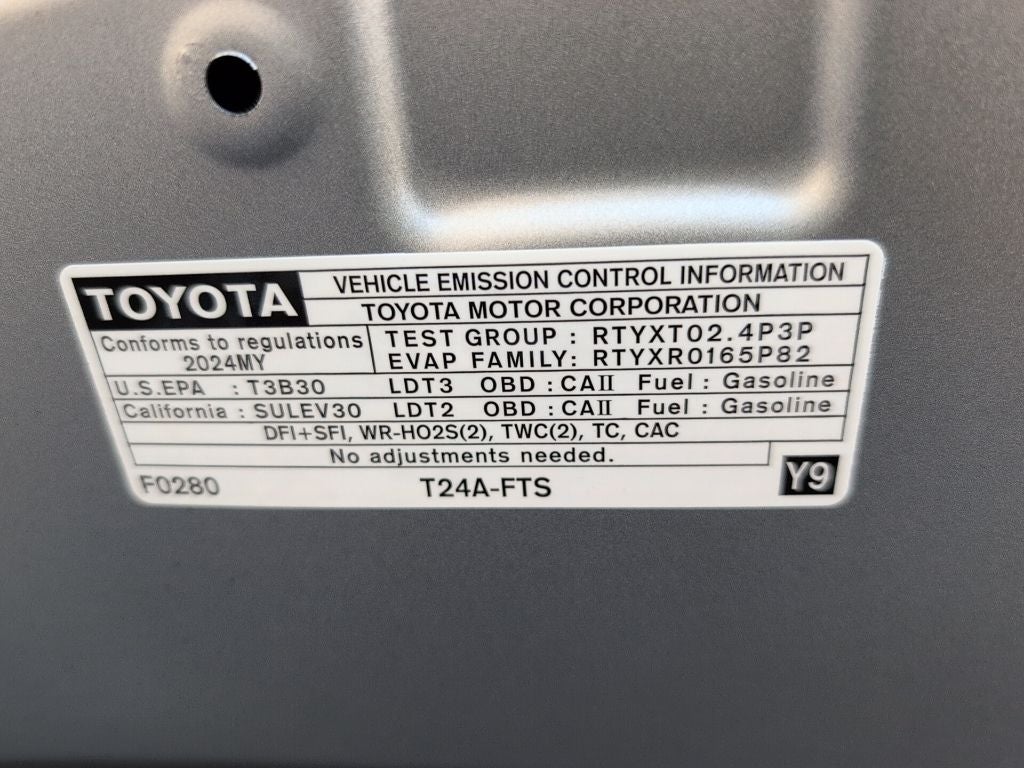 TOYOTA
VEHICLE EMISSION CONTROL INFORMATION
TOYOTA MOTOR CORPORATION
Conforms to regulations
2024MY
TEST GROUP : RTYXT02.4P3P
EVAP FAMILY: RTYXR0165P82
U.S.EPA : T3B30 LDT3 OBD : CAII Fuel : Gasoline
California : SULEV30 LDT2 OBD : CAII Fuel : Gasoline
DFI+SFI, WR-HO2S(2), TWC(2), TC, CAC
No adjustments needed.
F0280 T24A-FTS Y9